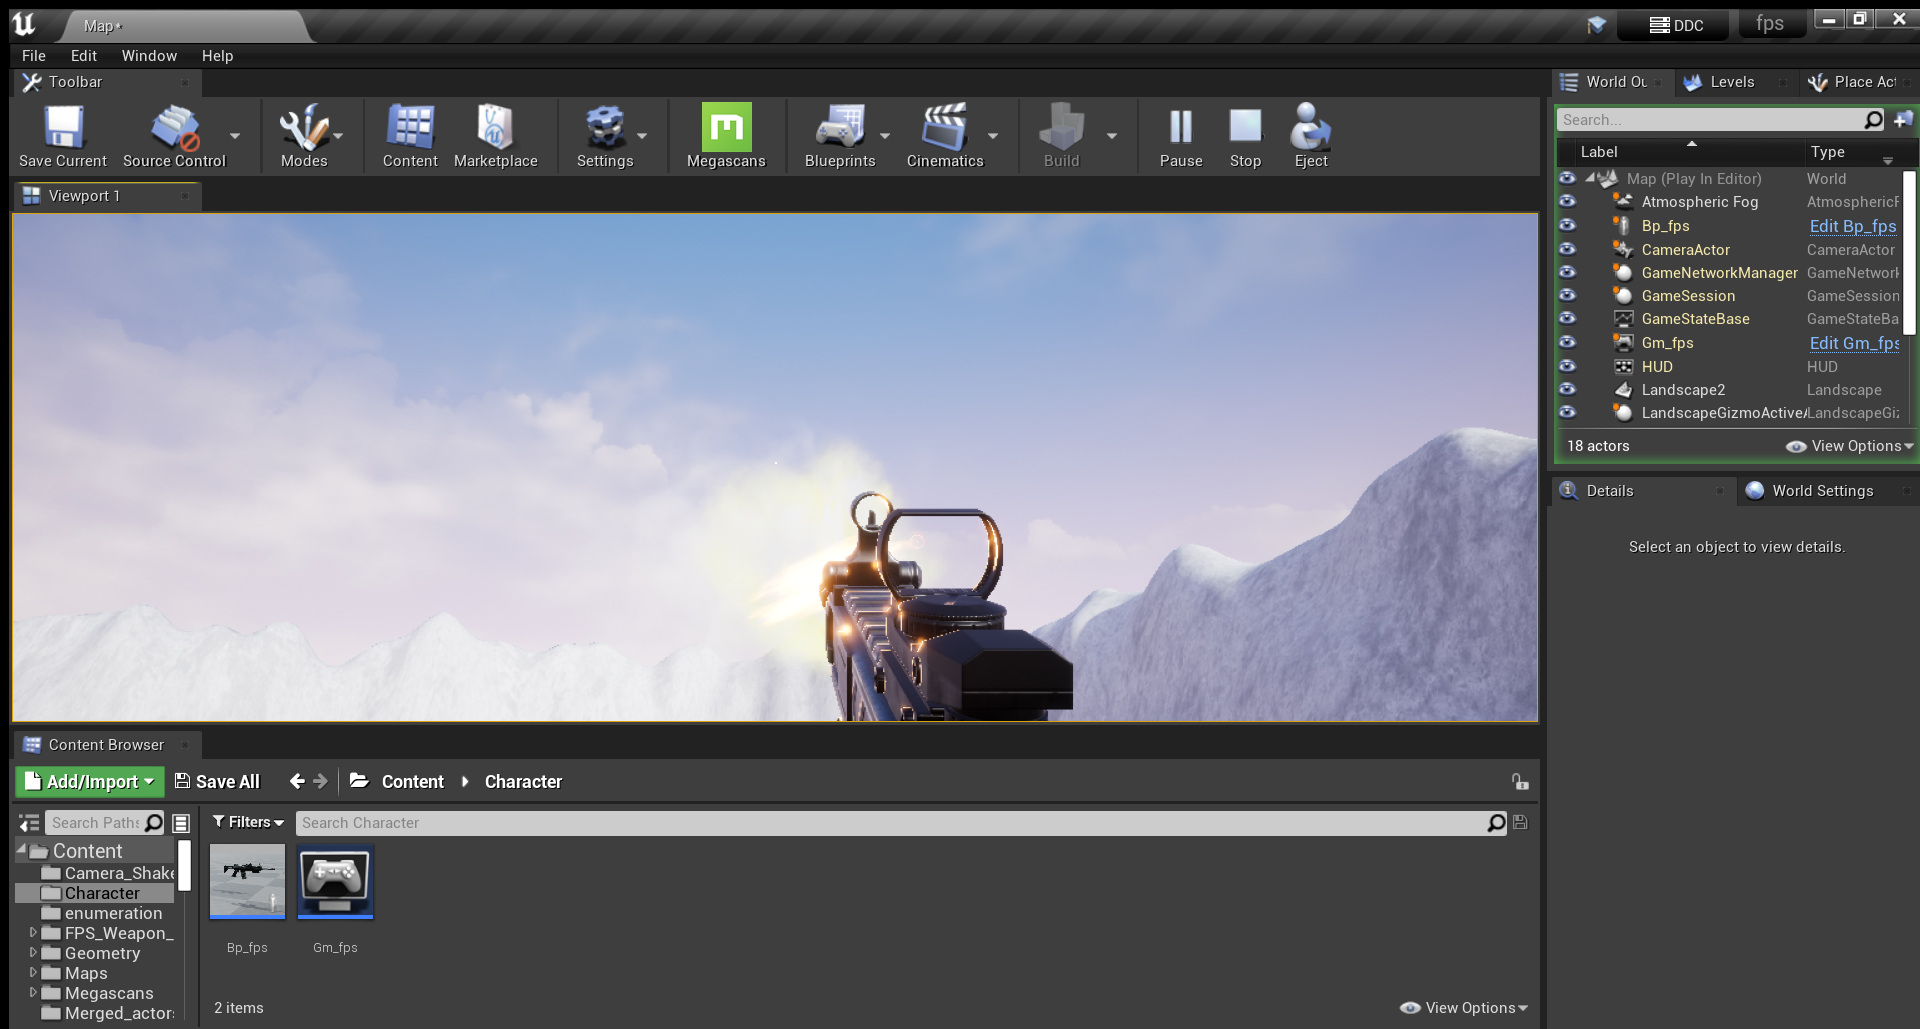 Map*
DDC
fps
File Edit Window Help
Toolbar
World Ou
Levels
Place Act
Save Current
Source Control
Modes
Content
Marketplace
Settings
Megascans
Blueprints
Cinematics
Build
Pause
Stop
Eject
Search...
Label Type
Map (Play In Editor) World
Atmospheric Fog AtmosphericF
Bp_fps Edit Bp_fps
CameraActor CameraActor
GameNetworkManager GameNetwork
GameSession GameSession
GameStateBase GameStateBa
Gm_fps Edit Gm_fps
HUD HUD
Landscape2 Landscape
LandscapeGizmoActiveA LandscapeGiz
18 actors View Options
Viewport 1
Details
World Settings
Select an object to view details.
Content Browser
Add/Import
Save All
Content
Character
Search Paths
Filters
Search Character
Content
Camera_Shake
Character
enumeration
FPS_Weapon_
Geometry
Maps
Megascans
Merged_actors
Bp_fps
Gm_fps
2 items
View Options